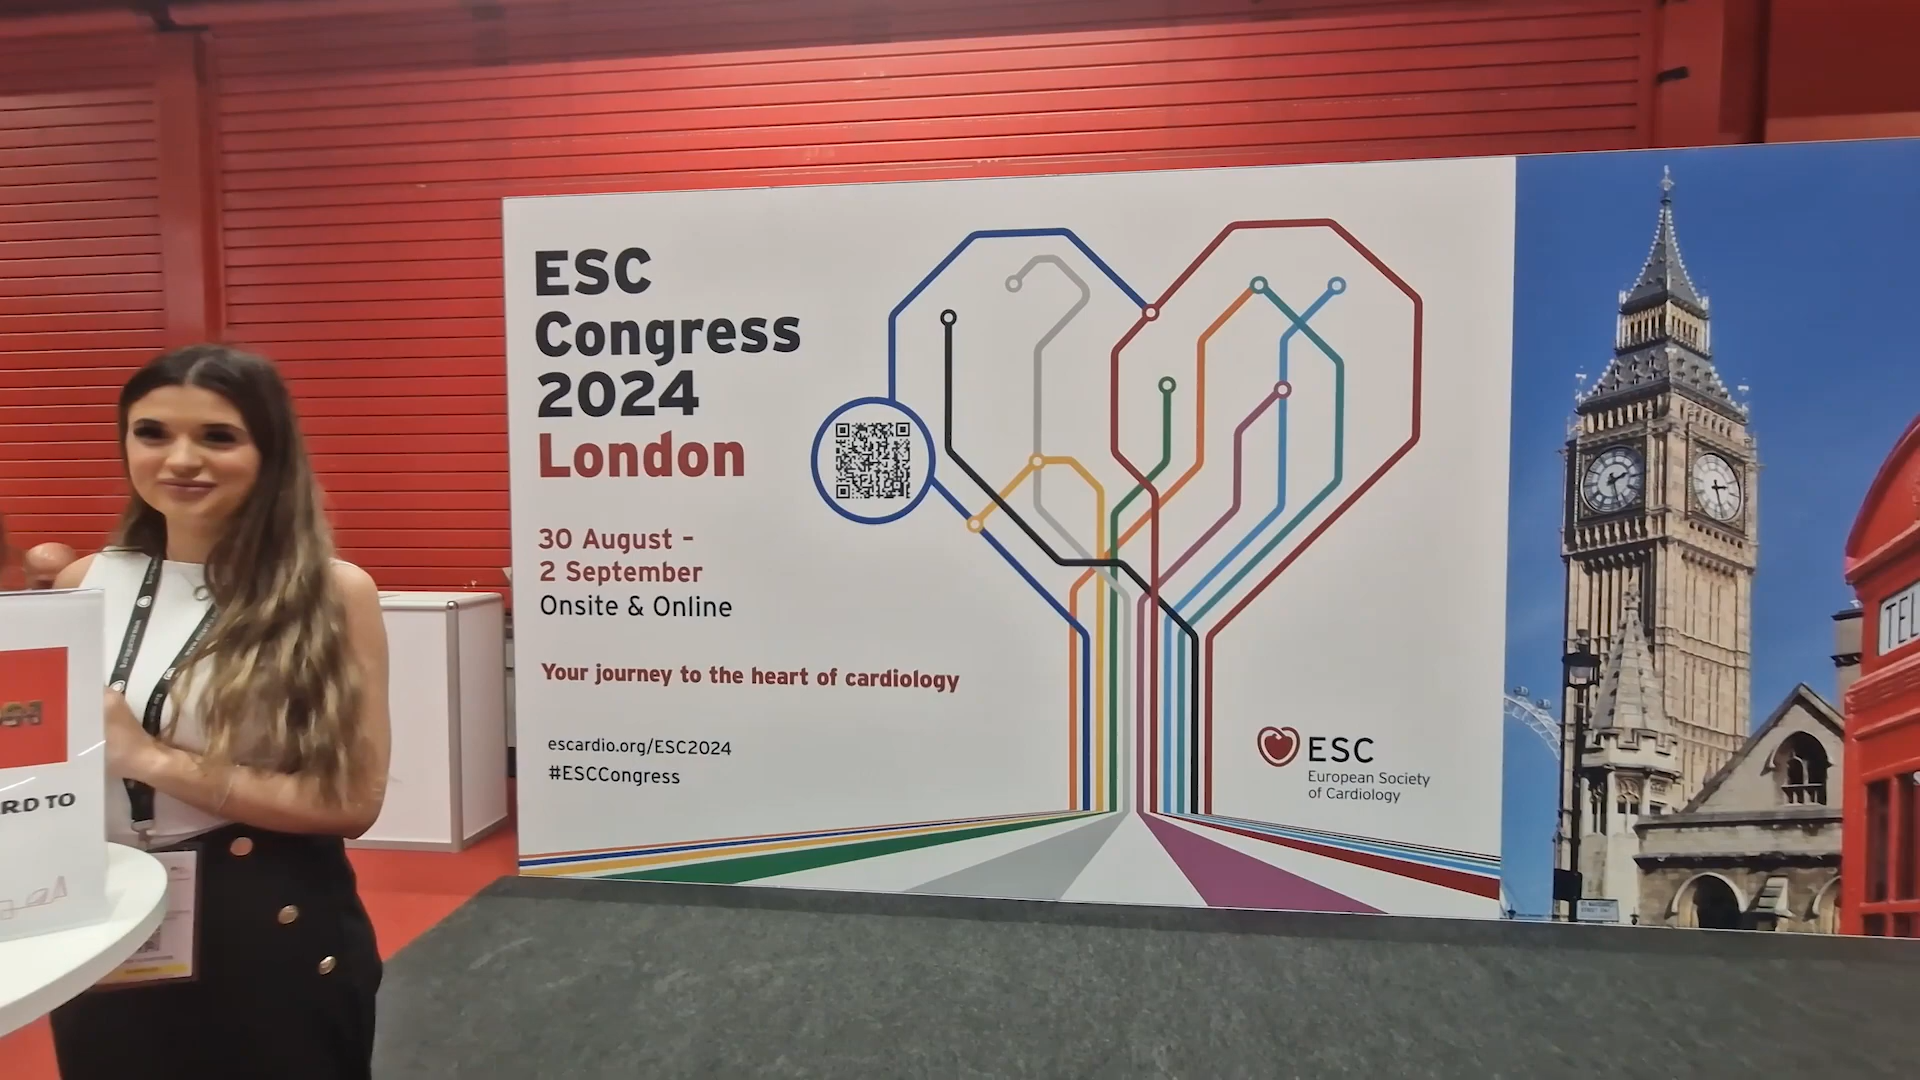 ESC
Congress
2024
London
30 August -
2 September
Onsite & Online
Your journey to the heart of cardiology
escardio.org/ESC2024
#ESCCongress
ESC
European Society
of Cardiology
RD TO
TEL